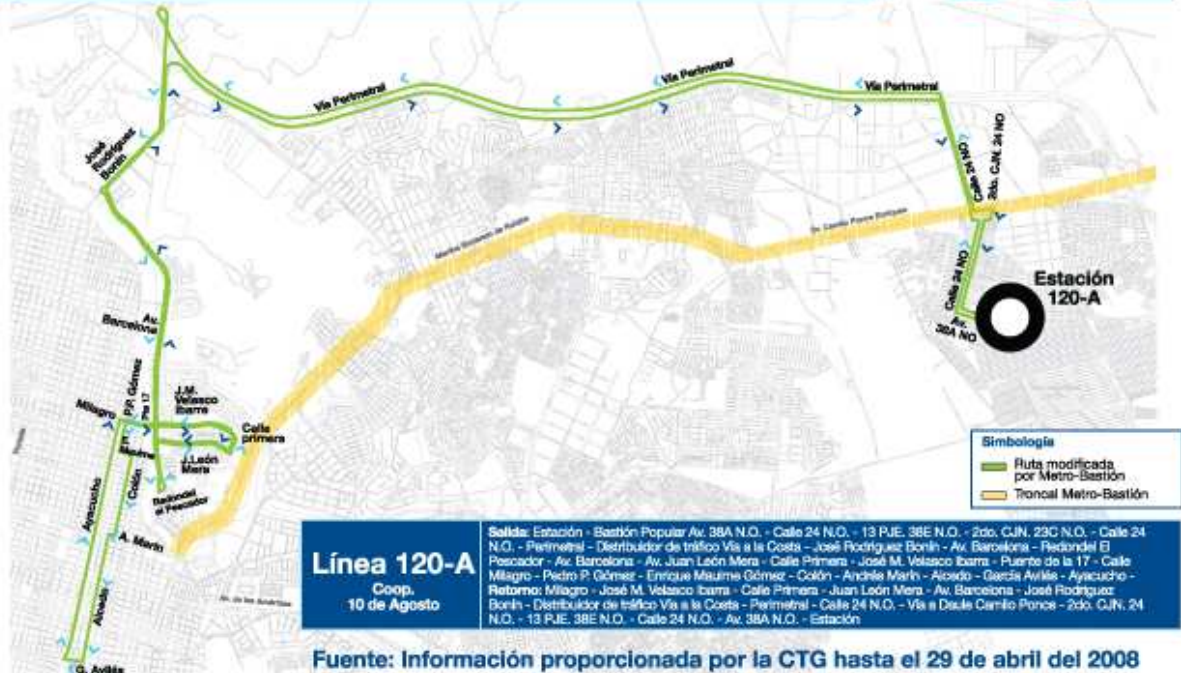 Vía Perimetral
Vía Perimetral
Vía Perimetral
José
Rodríguez
Bonín
Calle 24 NO
2do. CJN. 24 NO
Calle 24 NO
Estación
120-A
Av.
38A NO
Av.
Barcelona
P.P. Gómez
Pte 17
J.M.
Velasco
Ibarra
Milagro
Calle
primera
J.León
Mera
Colón
Redondel
el Pescador
Ayacucho
A. Marín
Alcedo
G. Avilés
Av. de las Américas
Simbología
Ruta modificada
por Metro-Bastión
Troncal Metro-Bastión
Línea 120-A
Coop.
10 de Agosto
Salida: Estación - Bastión Popular Av. 38A N.O. - Calle 24 N.O. - 13 PJE. 38E N.O. - 2do. CJN. 23C N.O. - Calle 24
N.O. - Perimetral - Distribuidor de tráfico Vía a la Costa - José Rodríguez Bonín - Av. Barcelona - Redondel El
Pescador - Av. Barcelona - Av. Juan León Mera - Calle Primera - José M. Velasco Ibarra - Puente de la 17 - Calle
Milagro - Pedro P. Gómez - Enrique Maulme Gómez - Colón - Andrés Marín - Alcedo - García Avilés - Ayacucho -
Retorno: Milagro - José M. Velasco Ibarra - Calle Primera - Juan León Mera - Av. Barcelona - José Rodríguez
Bonín - Distribuidor de tráfico Vía a la Costa - Perimetral - Calle 24 N.O. - Vía a Daule Camilo Ponce - 2do. CJN. 24
N.O. - 13 PJE. 38E N.O. - Calle 24 N.O. - Av. 38A N.O. - Estación
Fuente: Información proporcionada por la CTG hasta el 29 de abril del 2008